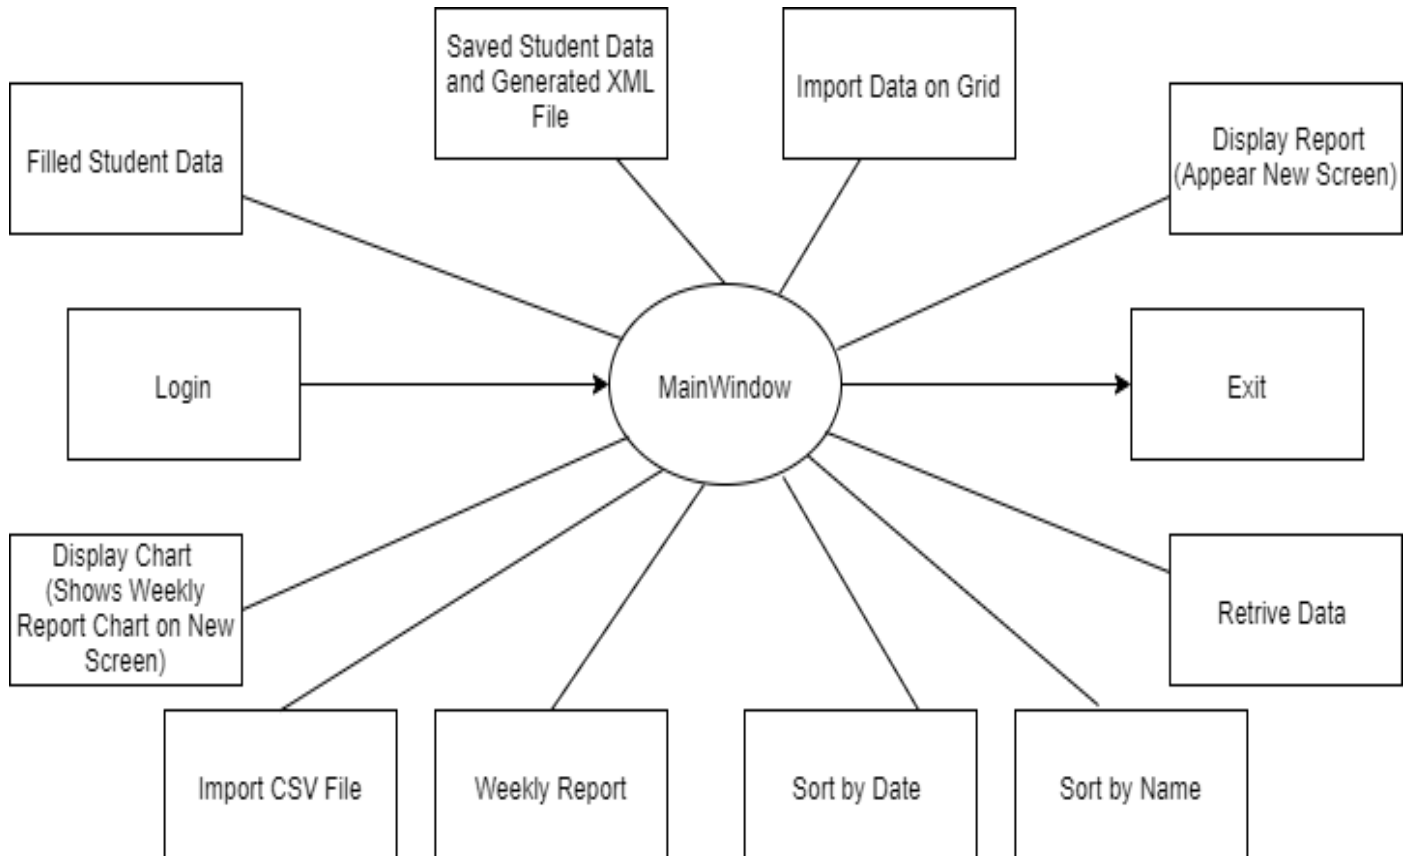 Saved Student Data
and Generated XML
File
Import Data on Grid
Filled Student Data
Display Report
(Appear New Screen)
Login
MainWindow
Exit
Display Chart
(Shows Weekly
Report Chart on New
Screen)
Retrive Data
Import CSV File
Weekly Report
Sort by Date
Sort by Name